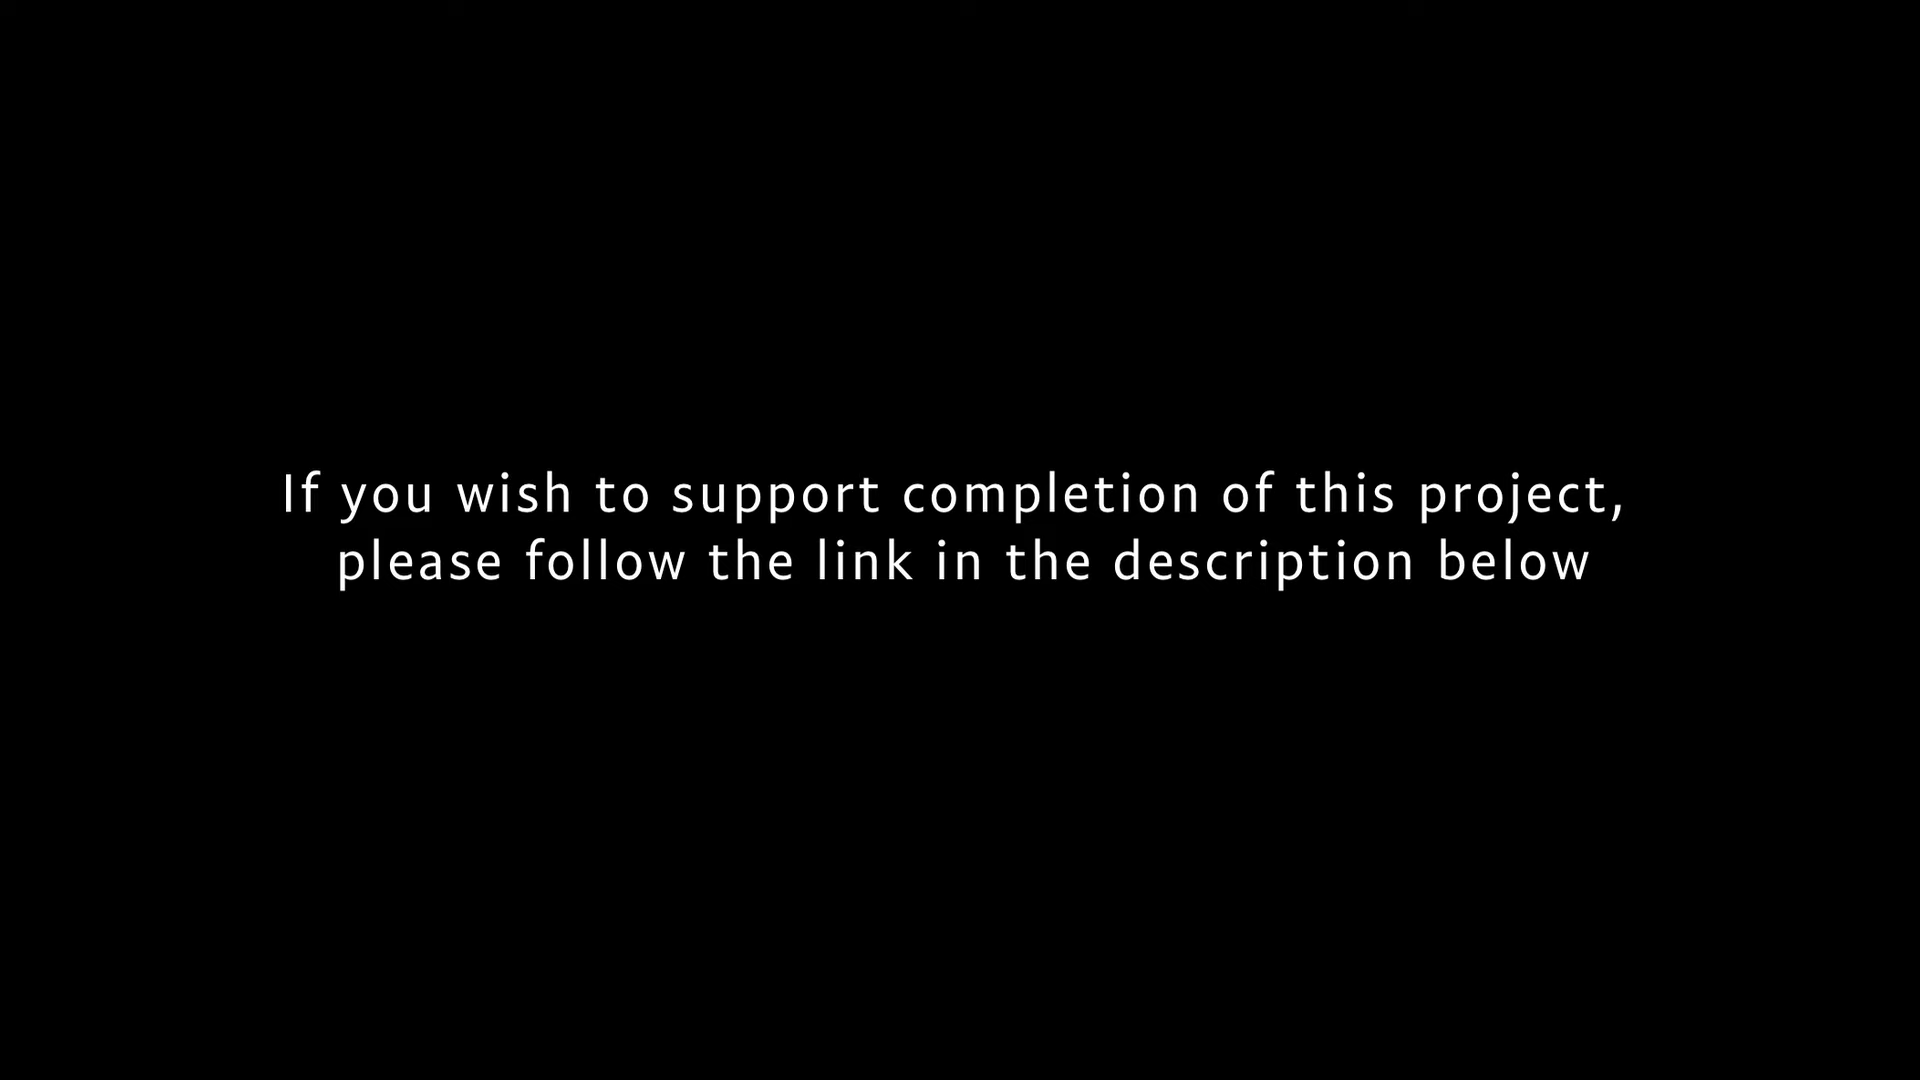 If you wish to support completion of this project,
please follow the link in the description below